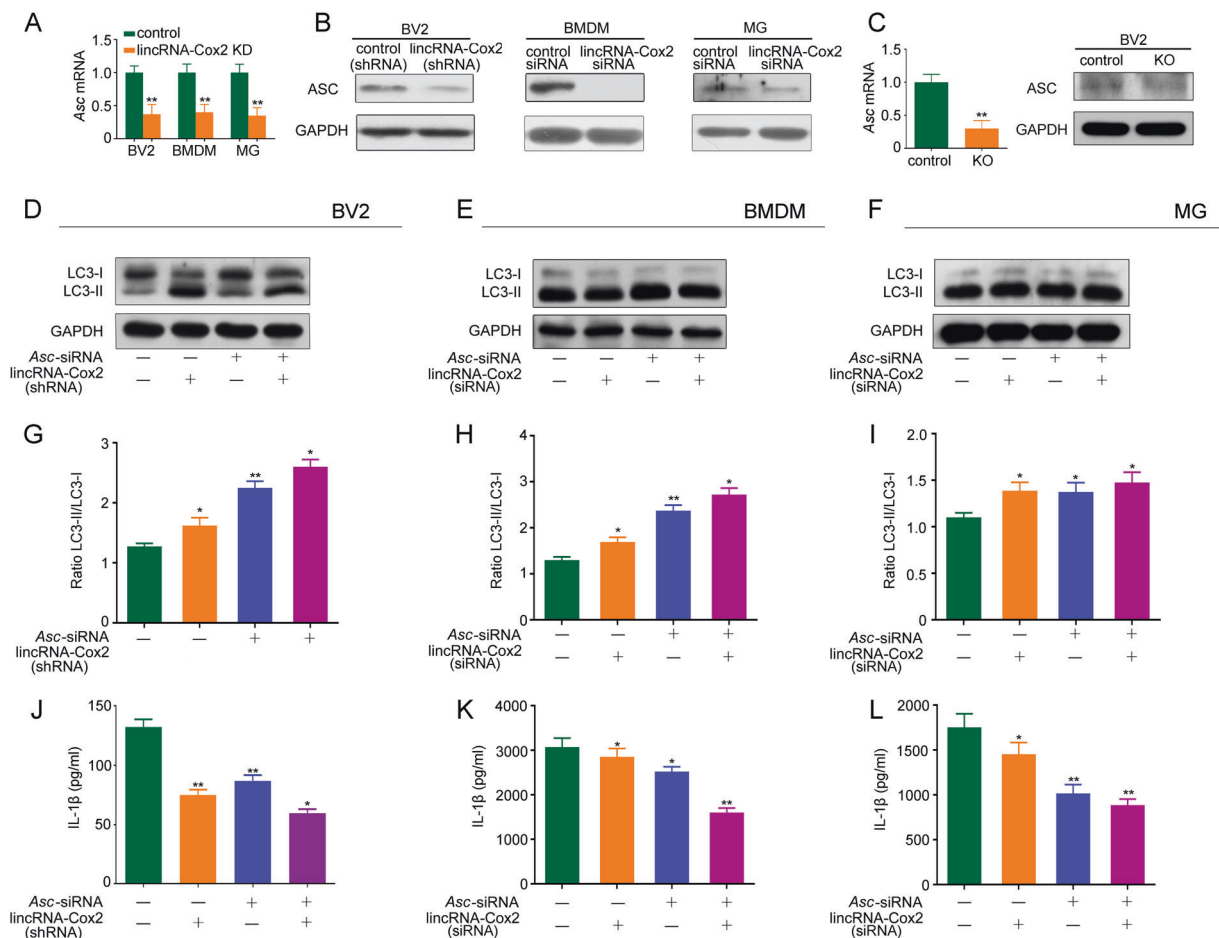 A
control
lincRNA-Cox2 KD
1.5
1.0
0.5
0
Asc mRNA
** ** **
BV2 BMDM MG
B
BV2 BMDM MG
control lincRNA-Cox2 control lincRNA-Cox2 control lincRNA-Cox2
(shRNA) (shRNA) siRNA siRNA siRNA siRNA
ASC
GAPDH
C
1.5
1.0
0.5
0
Asc mRNA
**
control KO
BV2
control KO
ASC
GAPDH
D BV2
LC3-I
LC3-II
GAPDH
Asc-siRNA — — + +
lincRNA-Cox2 — + — +
(shRNA)
E BMDM
LC3-I
LC3-II
GAPDH
Asc-siRNA — — + +
lincRNA-Cox2 — + — +
(siRNA)
F MG
LC3-I
LC3-II
GAPDH
Asc-siRNA — — + +
lincRNA-Cox2 — + — +
(siRNA)
G
3
2
1
0
Ratio LC3-II/LC3-I
* ** *
Asc-siRNA — — + +
lincRNA-Cox2
(shRNA)
H
4
3
2
1
0
Ratio LC3-II/LC3-I
* ** *
Asc-siRNA — — + +
lincRNA-Cox2 — + — +
(siRNA)
I
2.0
1.5
1.0
1.5
0
Ratio LC3-II/LC3-I
* * *
Asc-siRNA — — + +
lincRNA-Cox2 — + — +
(siRNA)
J
150
100
50
0
IL-1β (pg/ml)
** ** *
Asc-siRNA — — + +
lincRNA-Cox2 — + — +
(shRNA)
K
4000
3000
2000
1000
0
IL-1β (pg/ml)
* * **
Asc-siRNA — — + +
lincRNA-Cox2 — + — +
(siRNA)
L
2000
1500
1000
500
0
IL-1β (pg/ml)
* ** **
Asc-siRNA — — + +
lincRNA-Cox2 — + — +
(siRNA)